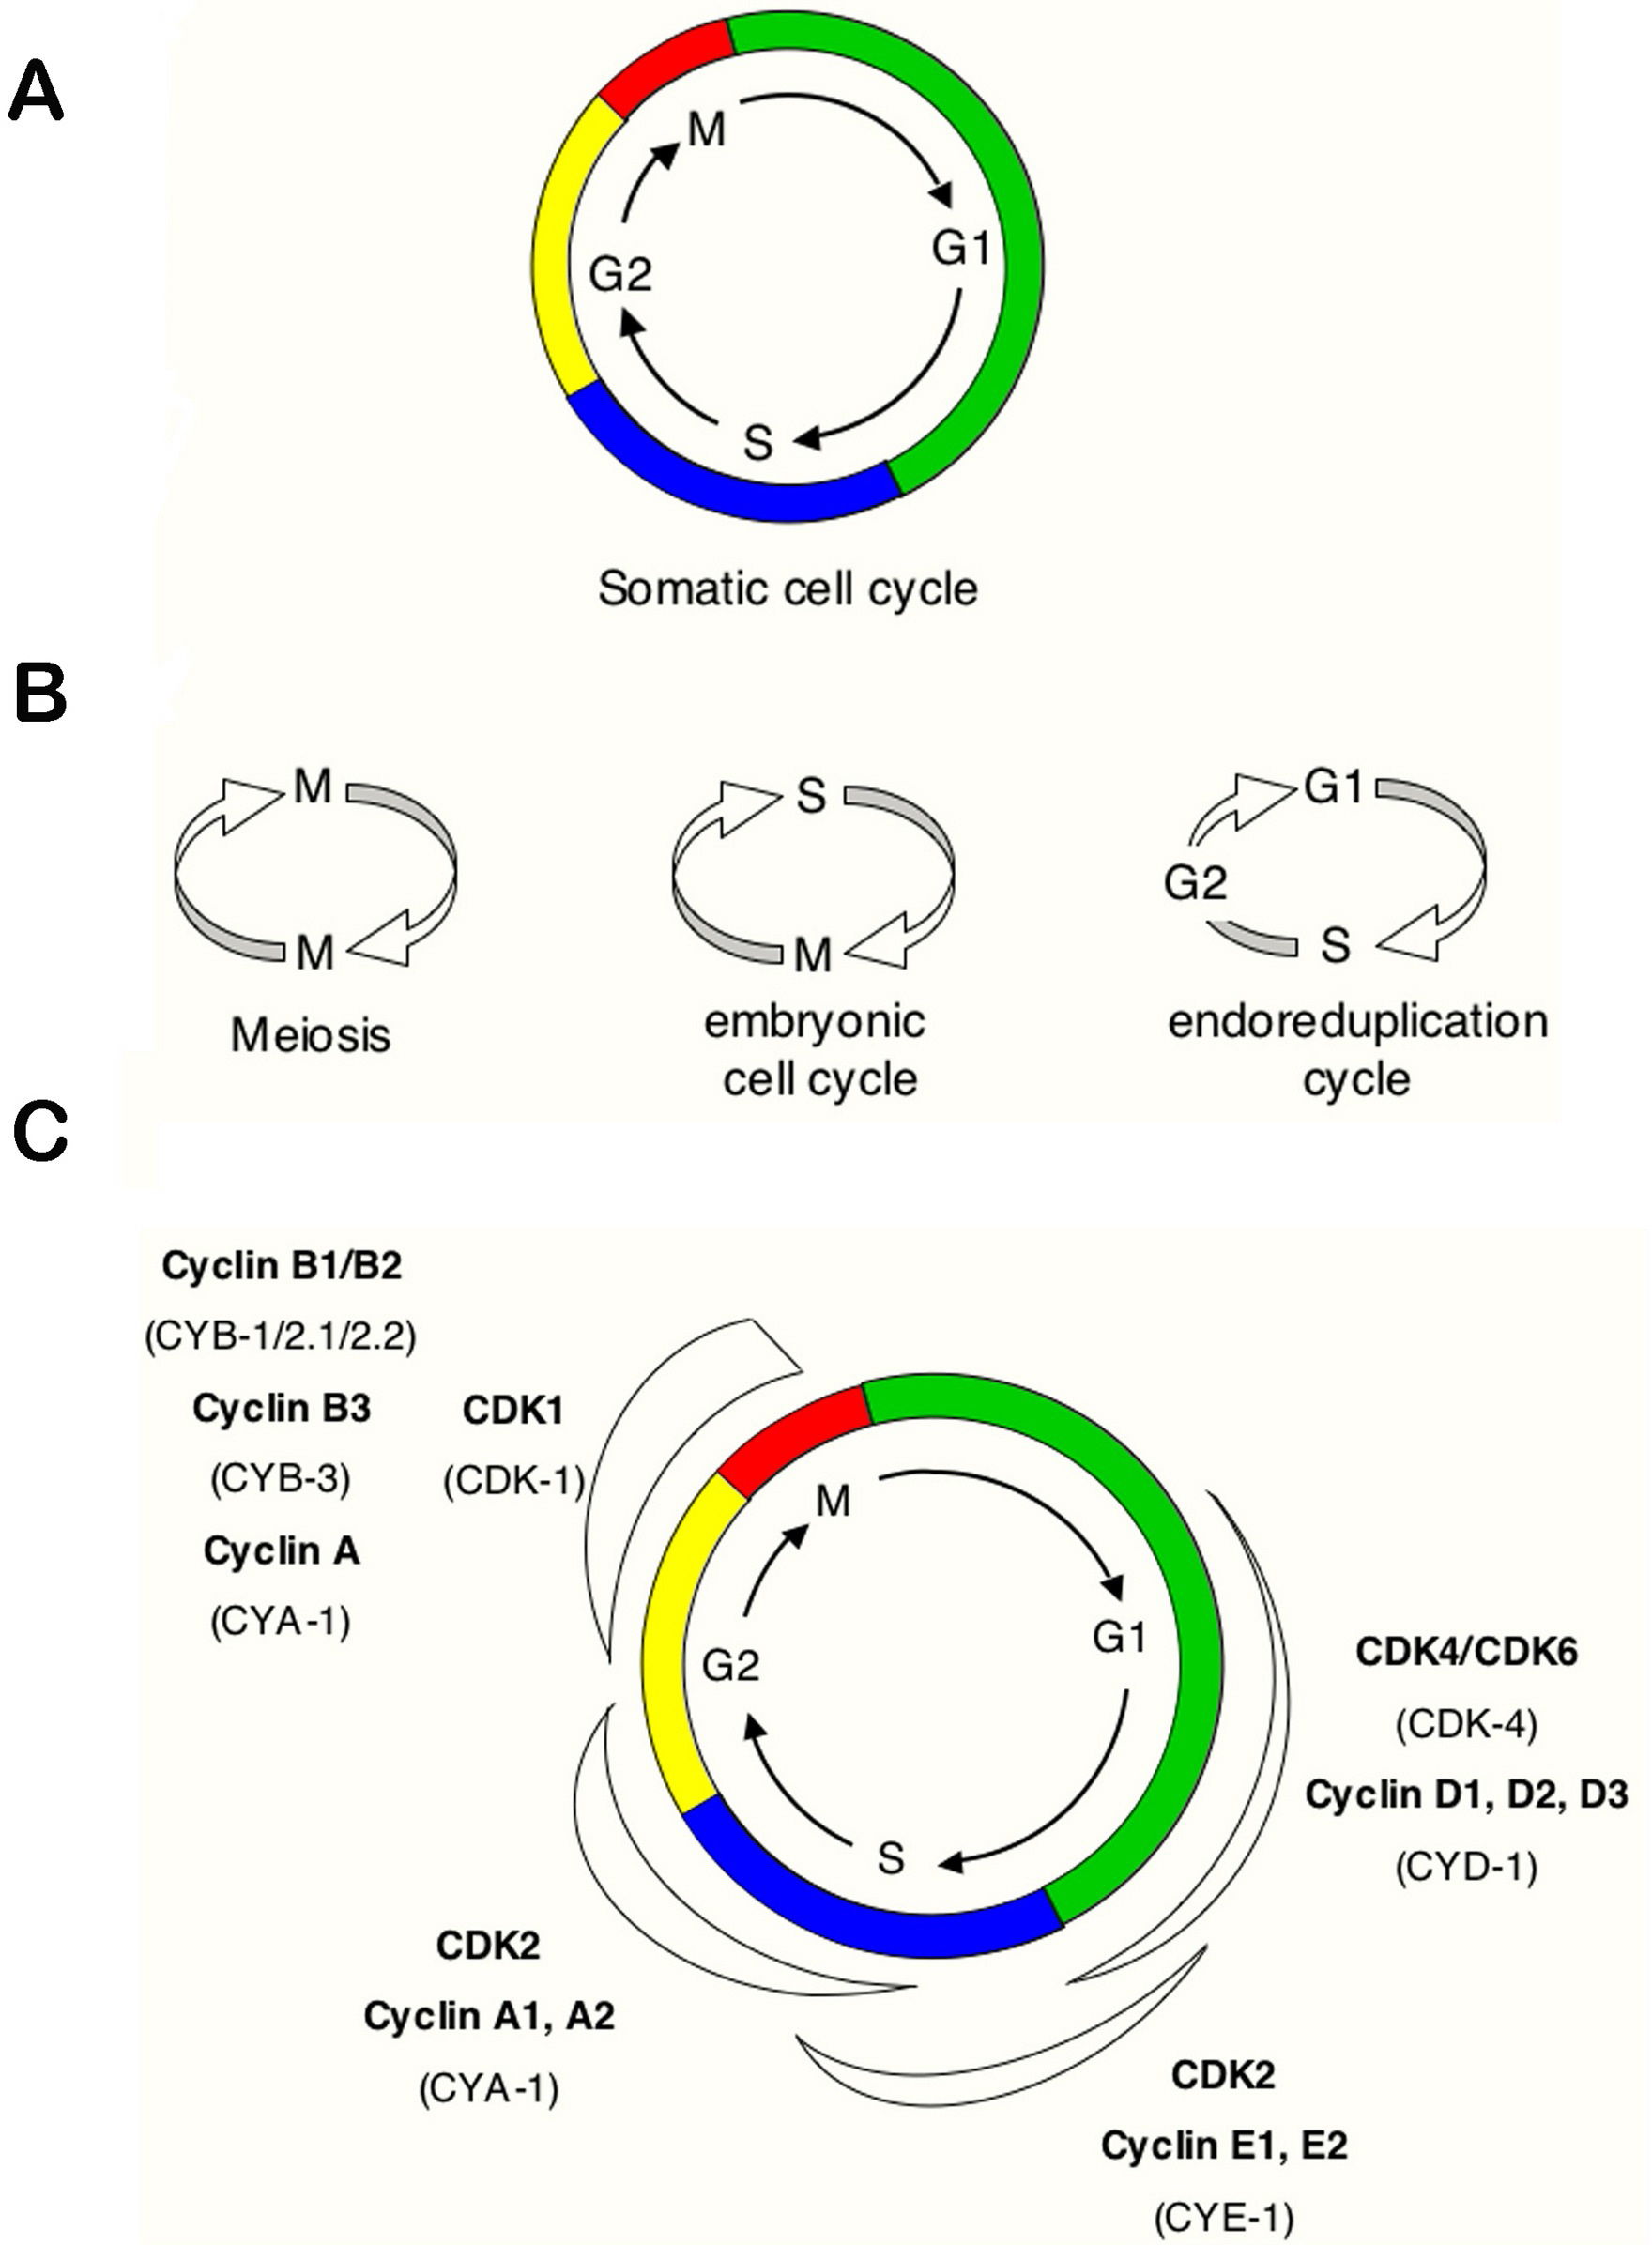 A
M
G1
G2
S
Somatic cell cycle
B
M
M
Meiosis
S
M
embryonic
cell cycle
G1
G2
S
endoreduplication
cycle
C
Cyclin B1/B2
(CYB-1/2.1/2.2)
Cyclin B3
(CYB-3)
Cyclin A
(CYA-1)
CDK1
(CDK-1)
M
G1
G2
S
CDK4/CDK6
(CDK-4)
Cyclin D1, D2, D3
(CYD-1)
CDK2
Cyclin A1, A2
(CYA-1)
CDK2
Cyclin E1, E2
(CYE-1)